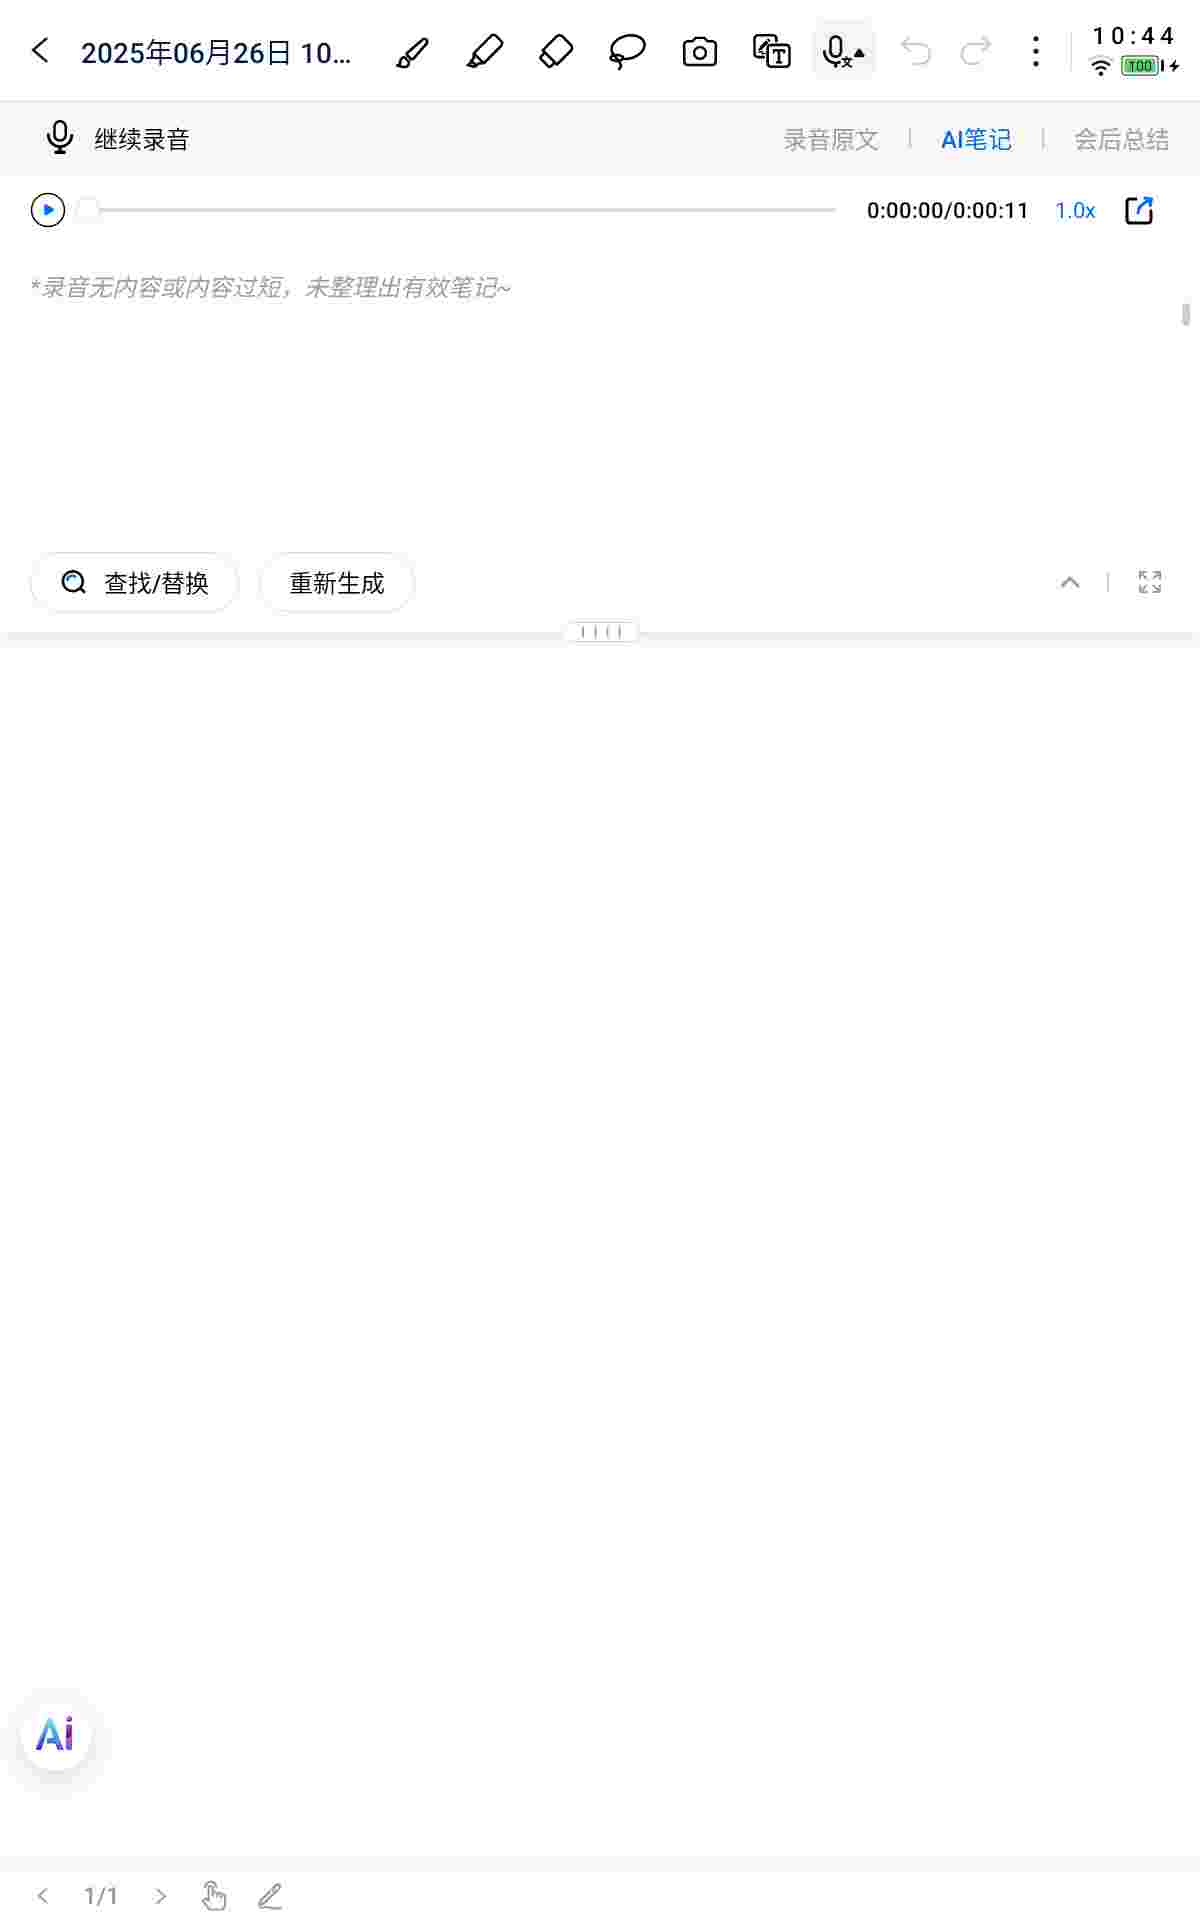 2025年06月26日 10...
10:44
100
继续录音
录音原文
AI笔记
会后总结
0:00:00/0:00:11
1.0x
*录音无内容或内容过短，未整理出有效笔记~
查找/替换
重新生成
Ai
1/1